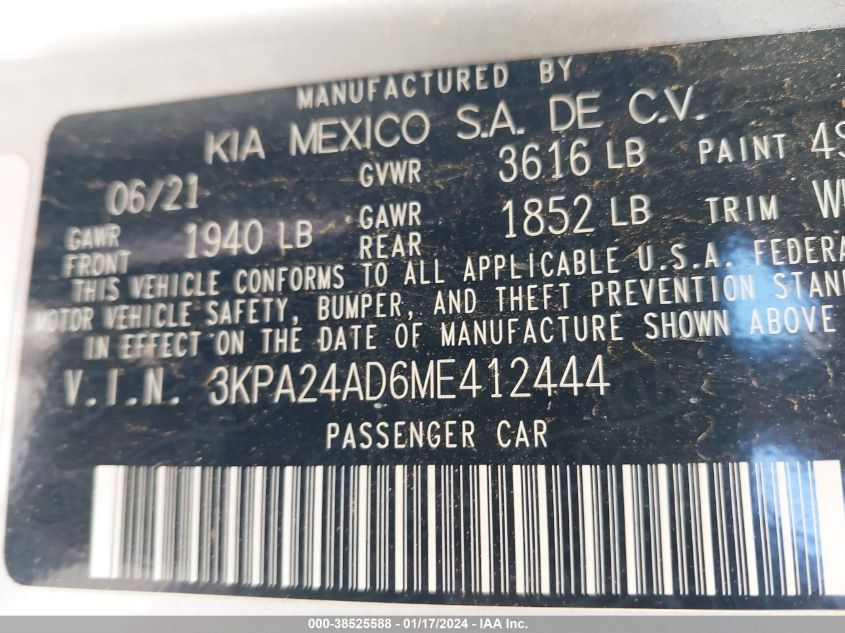 MANUFACTURED BY
KIA MEXICO S.A. DE C.V.
06/21 GVWR 3616 LB PAINT 4S
GAWR FRONT 1940 LB GAWR REAR 1852 LB TRIM
THIS VEHICLE CONFORMS TO ALL APPLICABLE U.S.A. FEDERA
MOTOR VEHICLE SAFETY, BUMPER, AND THEFT PREVENTION STAN
IN EFFECT ON THE DATE OF MANUFACTURE SHOWN ABOVE
V.I.N. 3KPA24AD6ME412444
PASSENGER CAR
000-38525588 - 01/17/2024 - IAAI, Inc.